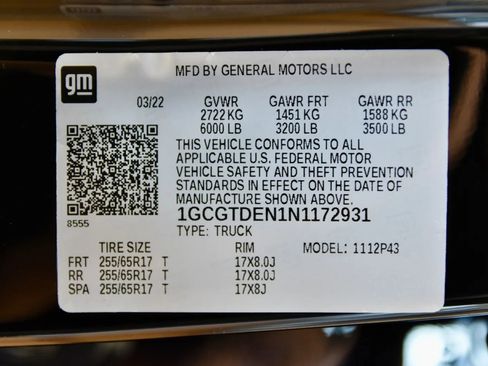 gm
MFD BY GENERAL MOTORS LLC
03/22 GVWR GAWR FRT GAWR RR
2722 KG 1451 KG 1588 KG
6000 LB 3200 LB 3500 LB
THIS VEHICLE CONFORMS TO ALL
APPLICABLE U.S. FEDERAL MOTOR
VEHICLE SAFETY AND THEFT PREVENTION
STANDARDS IN EFFECT ON THE DATE OF
MANUFACTURE SHOWN ABOVE.
8555
1GCGTDEN1N1172931
TYPE: TRUCK
TIRE SIZE RIM MODEL: 1112P43
FRT 255/65R17 T 17X8.0J
RR 255/65R17 T 17X8.0J
SPA 255/65R17 T 17X8J